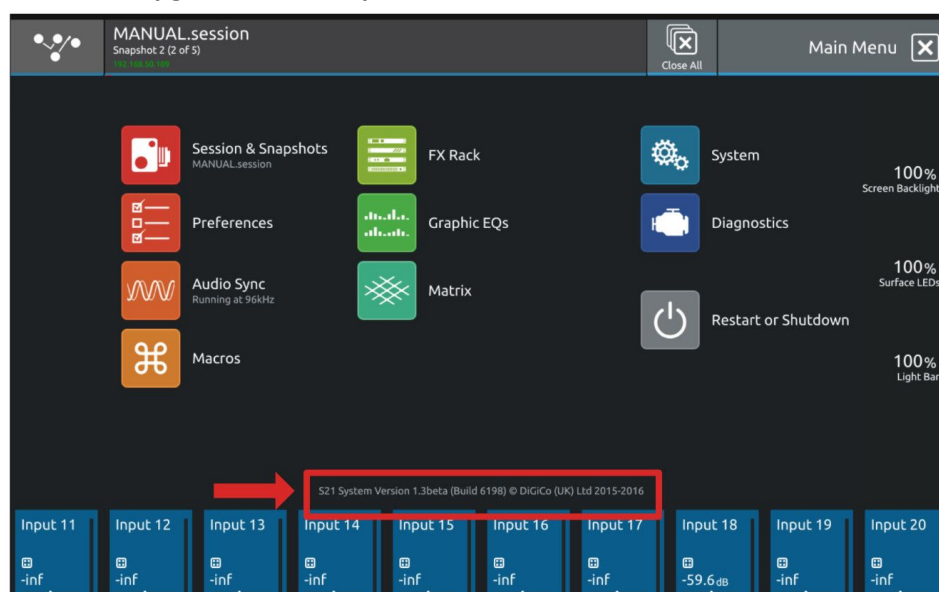 MANUAL.session
Snapshot 2 (2 of 5)
192.168.50.109
Close All
Main Menu
Session & Snapshots
MANUAL.session
FX Rack
System
100%
Screen Backlight
Preferences
Graphic EQs
Diagnostics
Audio Sync
Running at 96kHz
Matrix
100%
Surface LEDs
Restart or Shutdown
Macros
100%
Light Bar
S21 System Version 1.3beta (Build 6198) © DiGiCo (UK) Ltd 2015-2016
Input 11 Input 12 Input 13 Input 14 Input 15 Input 16 Input 17 Input 18 Input 19 Input 20
-inf -inf -inf -inf -inf -inf -inf -59.6dB -inf -inf